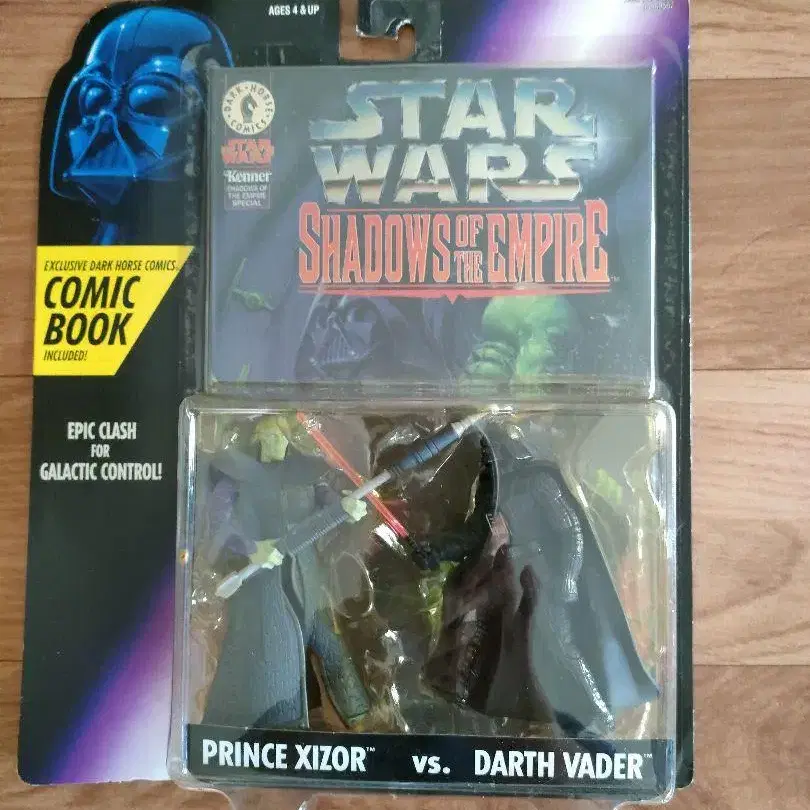 AGES 4 & UP
DARK HORSE COMICS
STAR WARS
Kenner
SHADOWS OF
THE EMPIRE
SPECIAL
STAR
WARS
SHADOWS OF THE EMPIRE™
EXCLUSIVE DARK HORSE COMICS®
COMIC
BOOK
INCLUDED!
EPIC CLASH
FOR
GALACTIC CONTROL!
PRINCE XIZOR™ vs. DARTH VADER™